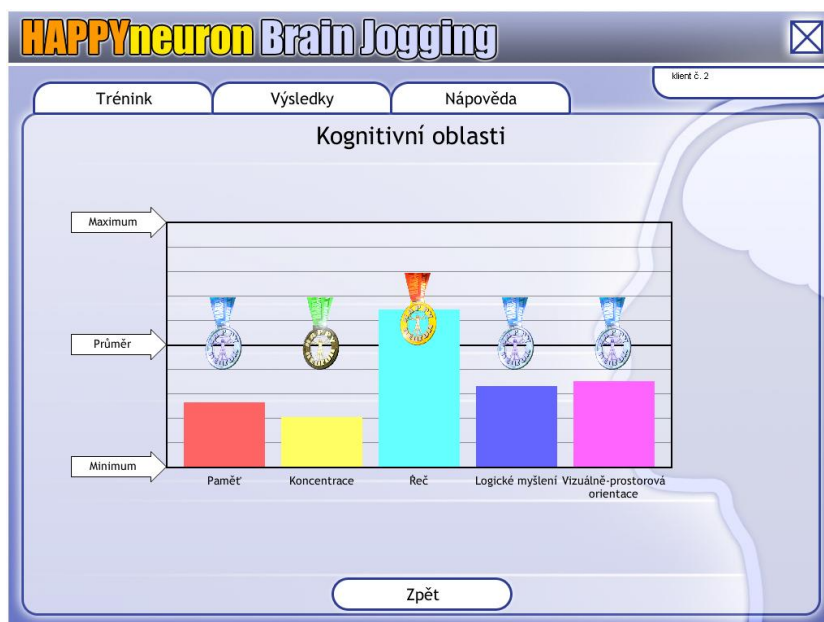 HAPPYneuron Brain Jogging
klient č. 2
Trénink
Výsledky
Nápověda
Kognitivní oblasti
Maximum
Průměr
Minimum
Paměť
Koncentrace
Řeč
Logické myšlení
Vizuálně-prostorová
orientace
Zpět